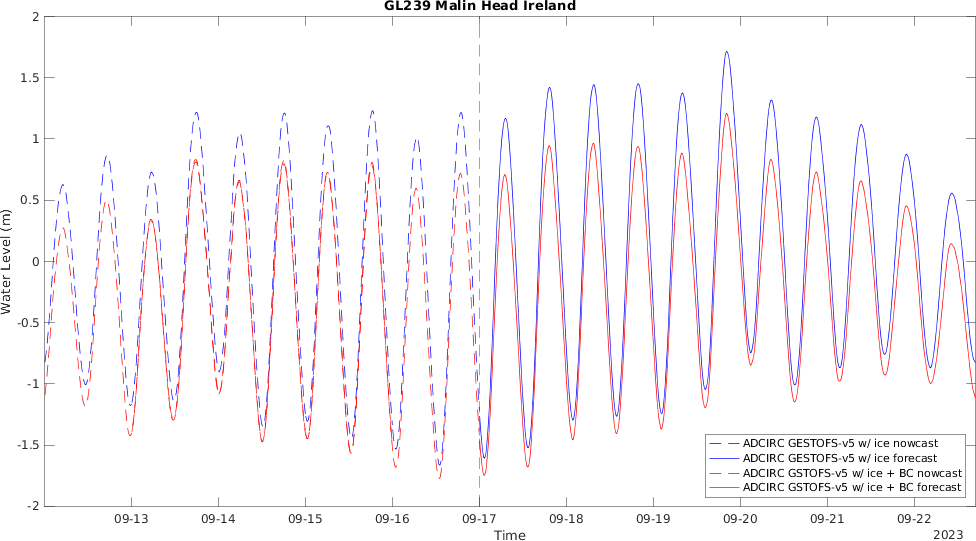 GL239 Malin Head Ireland
2
1.5
1
0.5
0
-0.5
-1
-1.5
-2
Water Level (m)
ADCIRC GESTOFS-v5 w/ ice nowcast
ADCIRC GESTOFS-v5 w/ ice forecast
ADCIRC GSTOFS-v5 w/ ice + BC nowcast
ADCIRC GSTOFS-v5 w/ ice + BC forecast
09-13 09-14 09-15 09-16 09-17 09-18 09-19 09-20 09-21 09-22
Time
2023